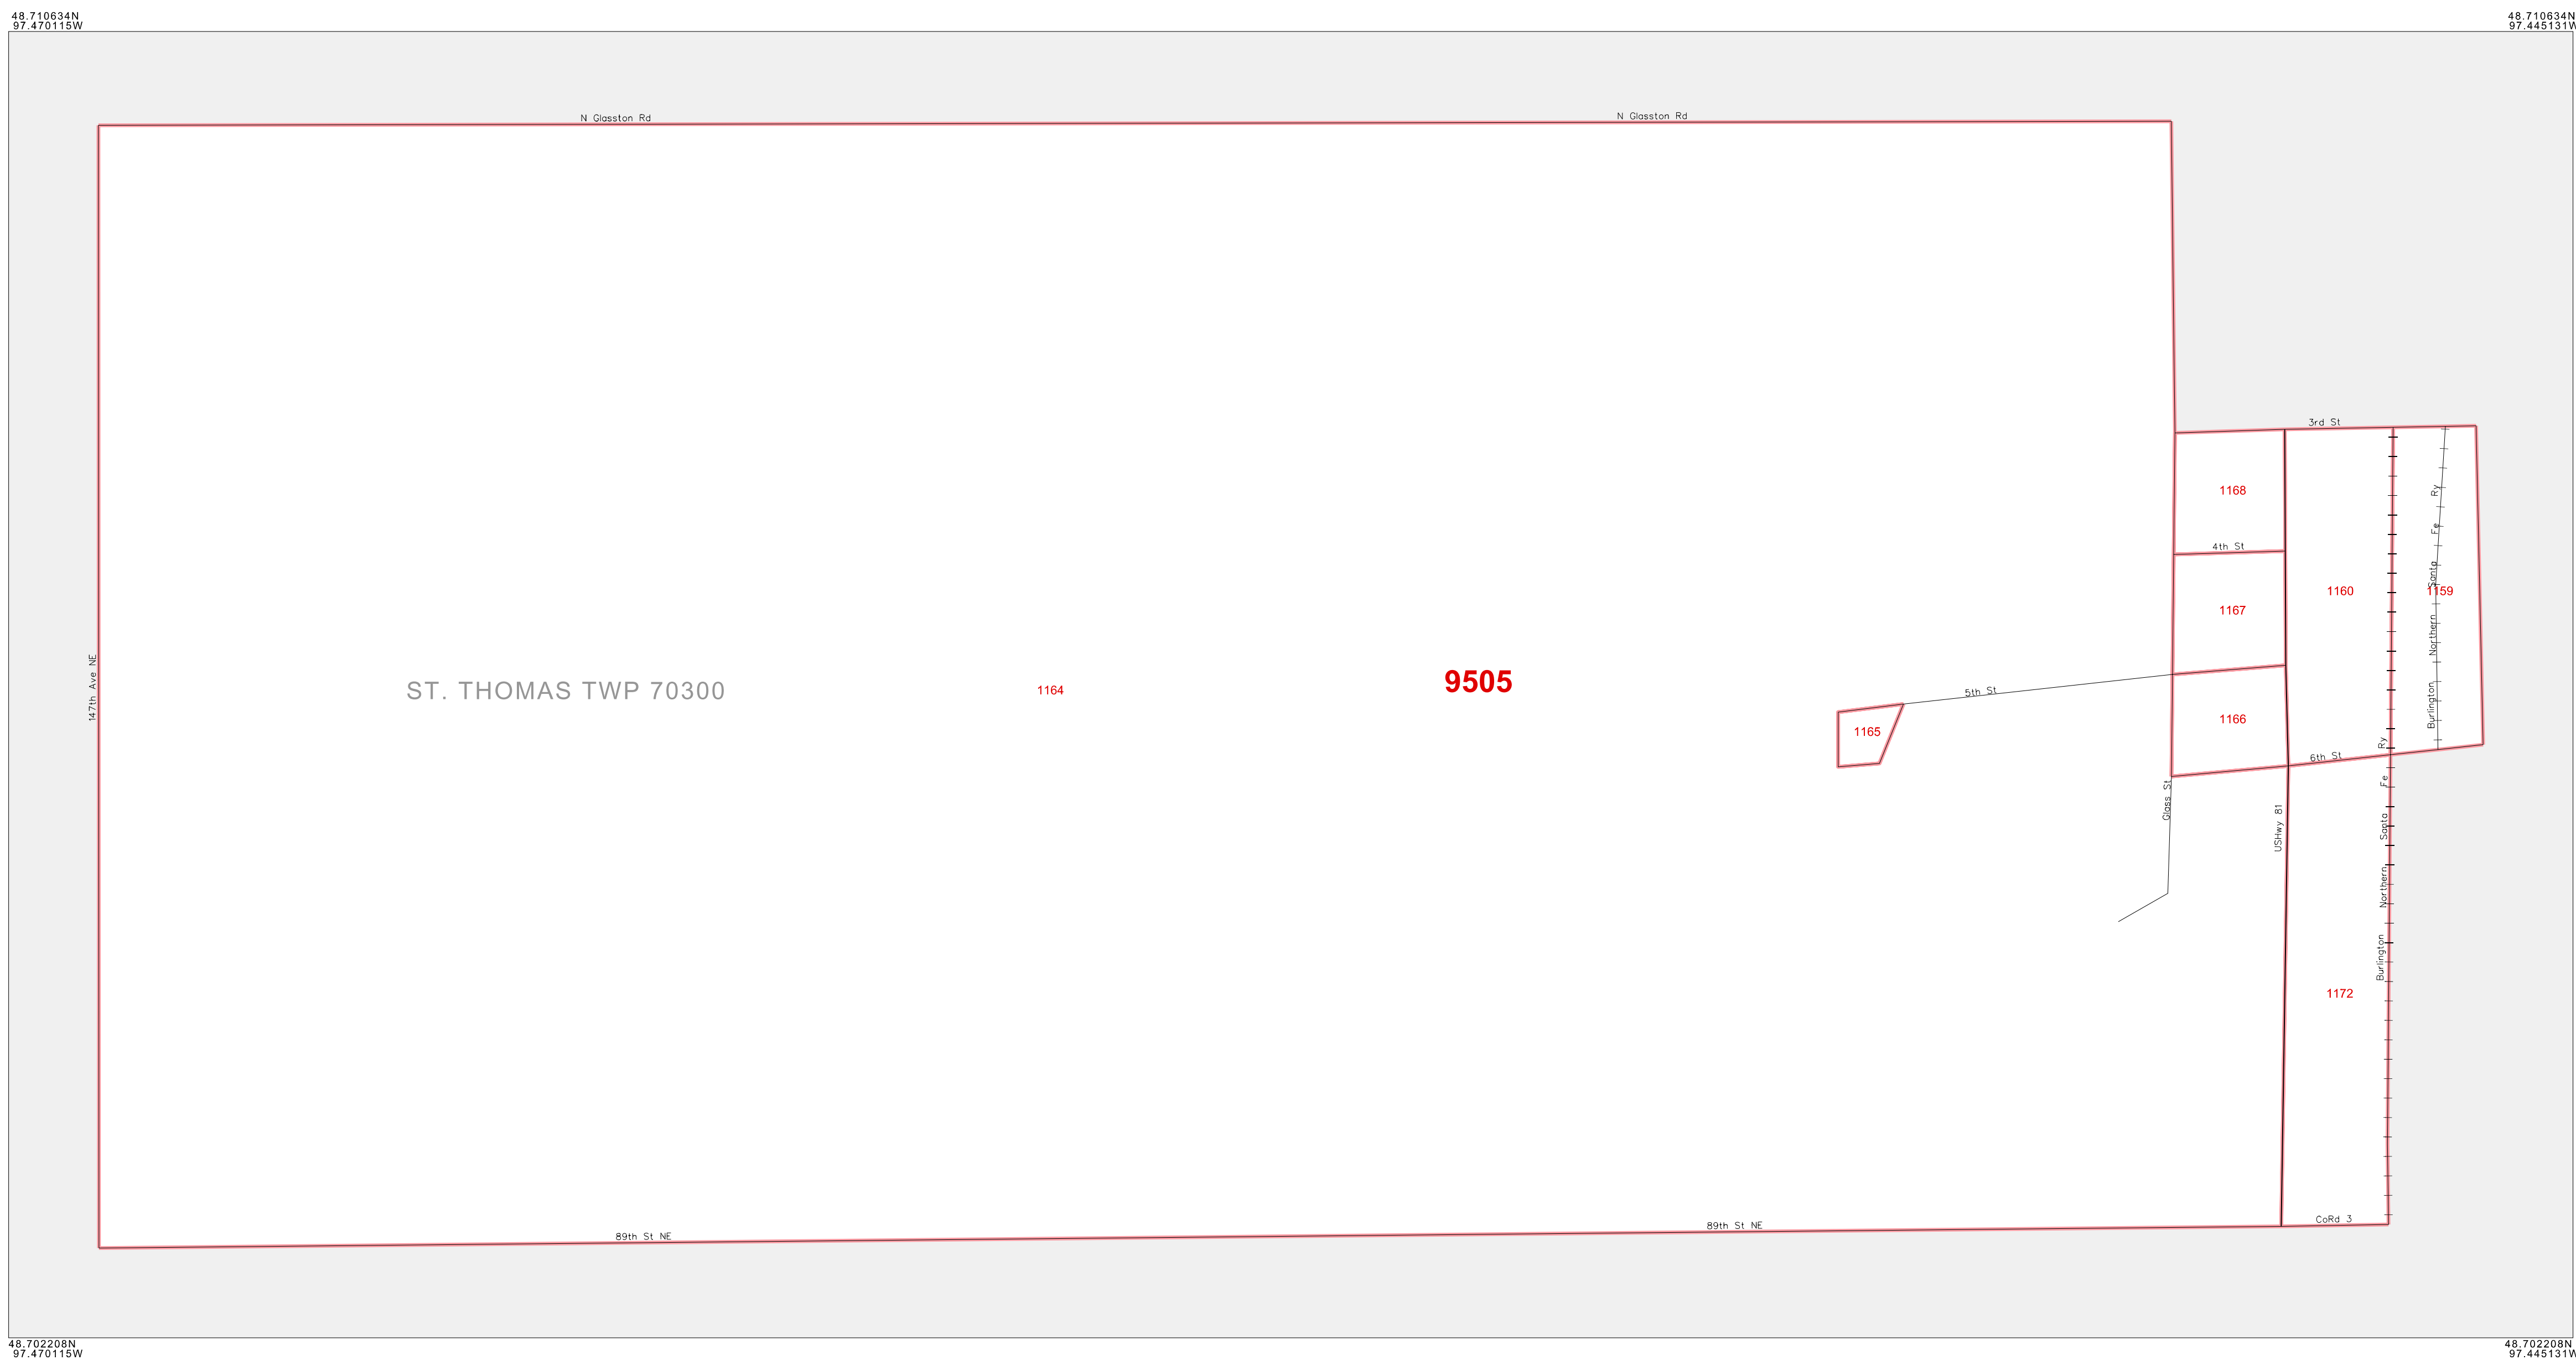 48.710634N
97.470115W
48.710634N
97.445131W
N Glasston Rd
N Glasston Rd
3rd St
1168
4th St
1160
1159
1167
147th Ave NE
ST. THOMAS TWP 70300
1164
9505
5th St
1165
1166
6th St
Burlington Northern Santa Fe Ry
Glass St
USHwy 81
Burlington Northern Santa Fe Ry
1172
89th St NE
89th St NE
CoRd 3
48.702208N
97.470115W
48.702208N
97.445131W